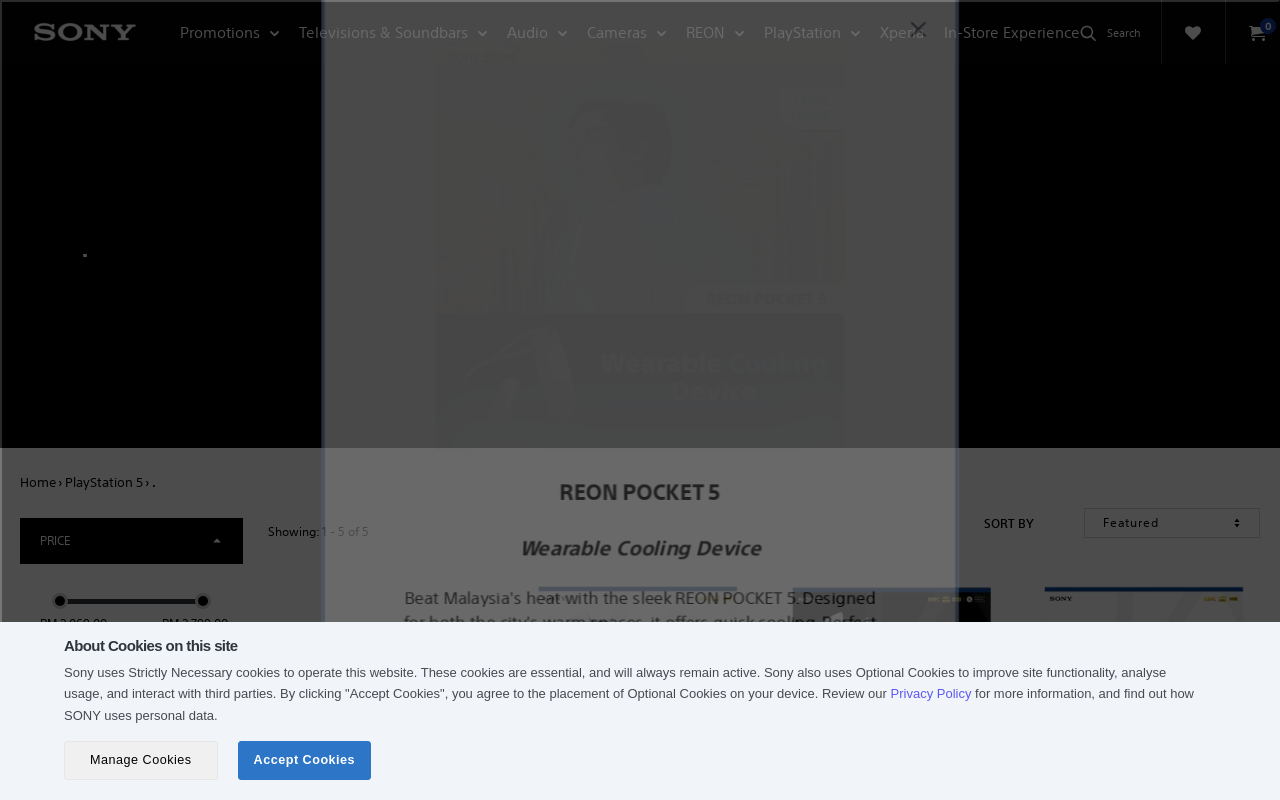 SONY
Promotions
Televisions & Soundbars
Audio
Cameras
REON
PlayStation
Xperia
In-Store Experience
Search
0
REON POCKET 5
Wearable Cooling
Device
REON POCKET 5
Wearable Cooling Device
Beat Malaysia's heat with the sleek REON POCKET 5. Designed
for both the city's warm spaces, it offers quick cooling. Perfect
Home › PlayStation 5 › .
PRICE
Showing: 1 - 5 of 5
SORT BY
Featured
SONY
About Cookies on this site
Sony uses Strictly Necessary cookies to operate this website. These cookies are essential, and will always remain active. Sony also uses Optional Cookies to improve site functionality, analyse
usage, and interact with third parties. By clicking "Accept Cookies", you agree to the placement of Optional Cookies on your device. Review our Privacy Policy for more information, and find out how
SONY uses personal data.
Manage Cookies
Accept Cookies